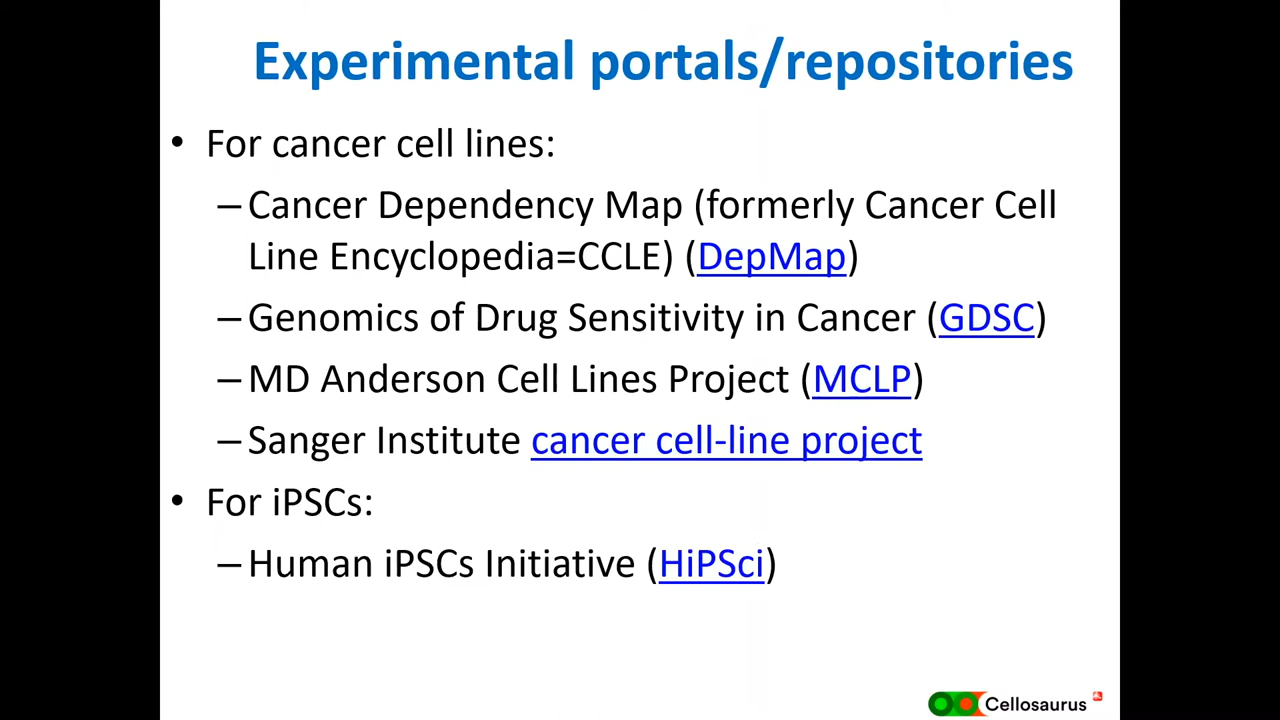 Experimental portals/repositories
• For cancer cell lines:
–Cancer Dependency Map (formerly Cancer Cell
Line Encyclopedia=CCLE) (DepMap)
–Genomics of Drug Sensitivity in Cancer (GDSC)
–MD Anderson Cell Lines Project (MCLP)
–Sanger Institute cancer cell-line project
• For iPSCs:
–Human iPSCs Initiative (HiPSci)
Cellosaurus